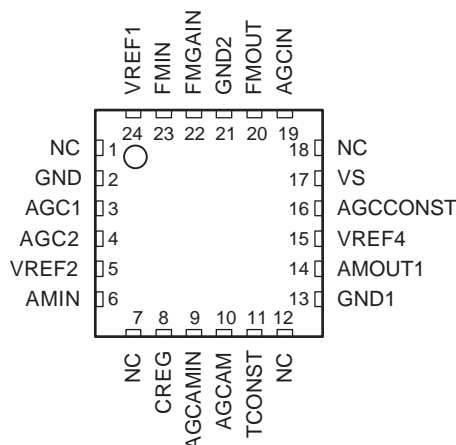 VREF1
FMIN
FMGAIN
GND2
FMOUT
AGCIN
24 23 22 21 20 19
NC 1 18 NC
GND 2 17 VS
AGC1 3 16 AGCCONST
AGC2 4 15 VREF4
VREF2 5 14 AMOUT1
AMIN 6 13 GND1
7 8 9 10 11 12
NC
CREG
AGCAMIN
AGCAM
TCONST
NC